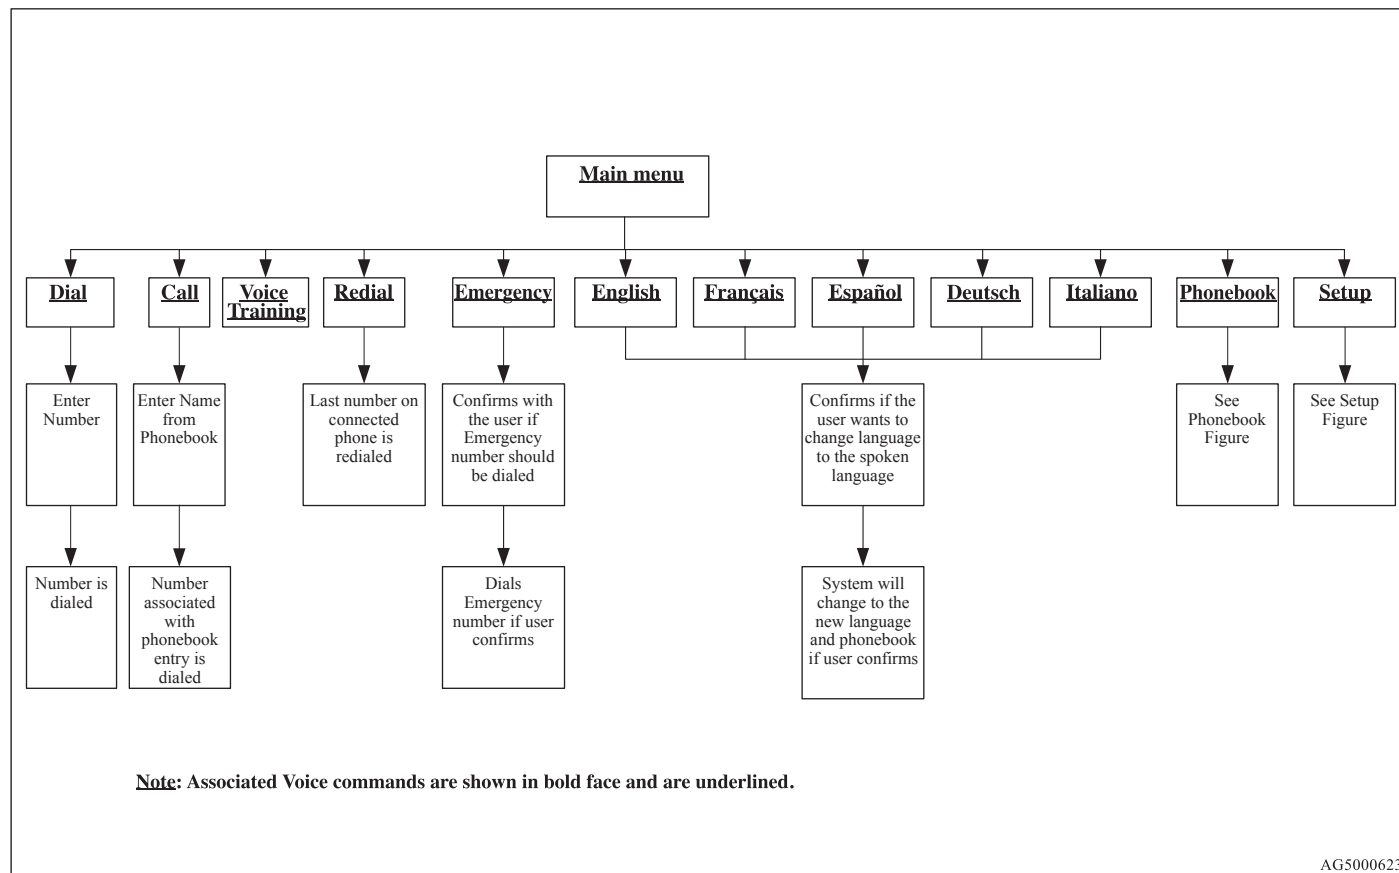 Main menu
Dial
Call
Voice
Training
Redial
Emergency
English
Français
Español
Deutsch
Italiano
Phonebook
Setup
Enter
Number
Enter Name
from
Phonebook
Last number on
connected
phone is
redialed
Confirms with
the user if
Emergency
number should
be dialed
Confirms if the
user wants to
change language
to the spoken
language
See
Phonebook
Figure
See Setup
Figure
Number is
dialed
Number
associated
with
phonebook
entry is
dialed
Dials
Emergency
number if user
confirms
System will
change to the
new language
and phonebook
if user confirms
Note: Associated Voice commands are shown in bold face and are underlined.
AG5000623